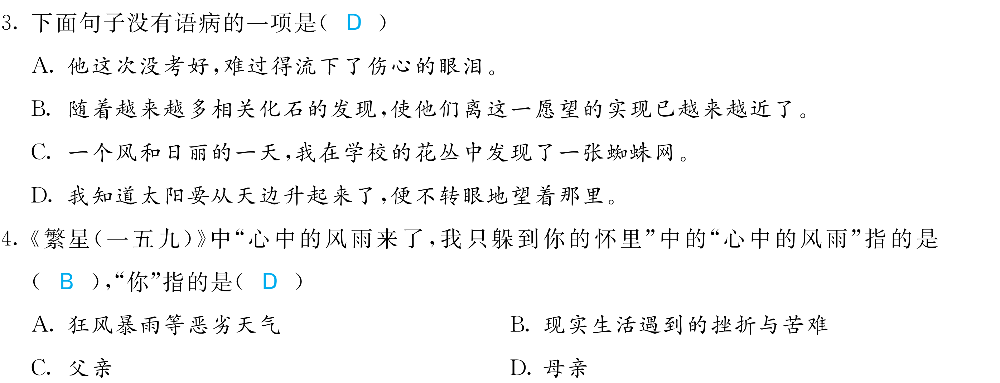 3. 下面句子没有语病的一项是( D )
A. 他这次没考好,难过得流下了伤心的眼泪。
B. 随着越来越多相关化石的发现,使他们离这一愿望的实现已越来越近了。
C. 一个风和日丽的一天,我在学校的花丛中发现了一张蜘蛛网。
D. 我知道太阳要从天边升起来了,便不转眼地望着那里。
4.《繁星(一五九)》中“心中的风雨来了,我只躲到你的怀里”中的“心中的风雨”指的是
( B ),“你”指的是( D )
A. 狂风暴雨等恶劣天气 B. 现实生活遇到的挫折与苦难
C. 父亲 D. 母亲